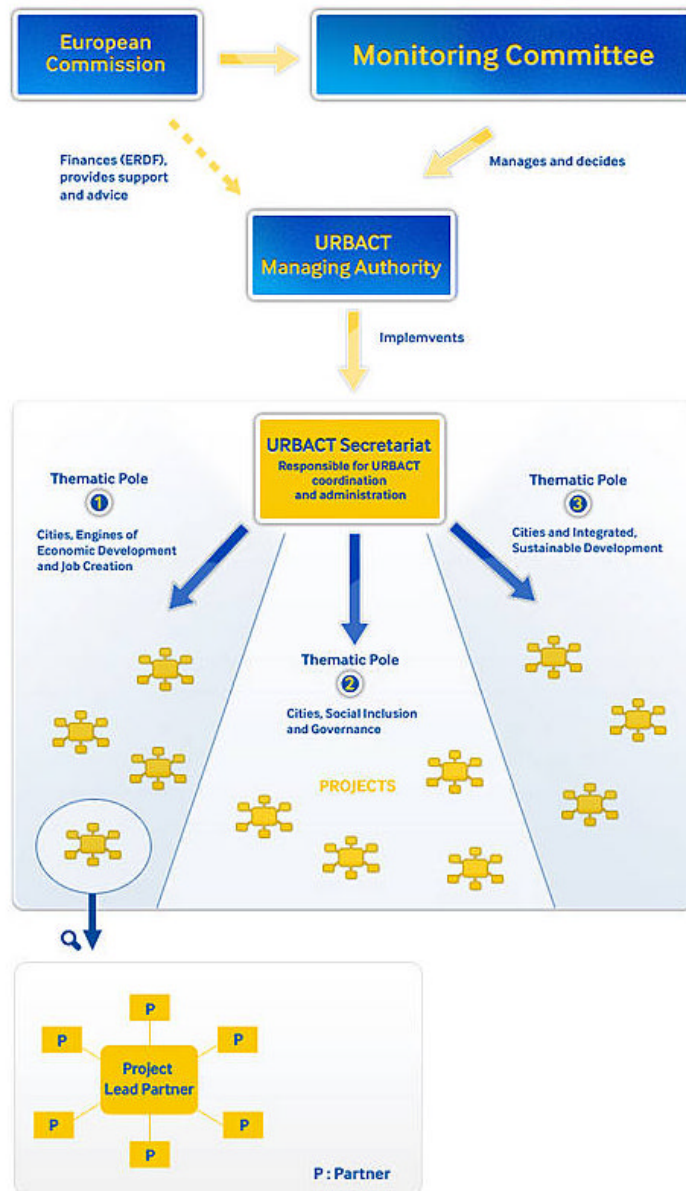 European
Commission
Monitoring Committee
Finances (ERDF),
provides support
and advice
Manages and decides
URBACT
Managing Authority
Implemvents
URBACT Secretariat
Responsible for URBACT
coordination
and administration
Thematic Pole
1
Cities, Engines of
Economic Development
and Job Creation
Thematic Pole
3
Cities and Integrated,
Sustainable Development
Thematic Pole
2
Cities, Social Inclusion
and Governance
PROJECTS
P
P
P
Project
Lead Partner
P
P
P
P : Partner